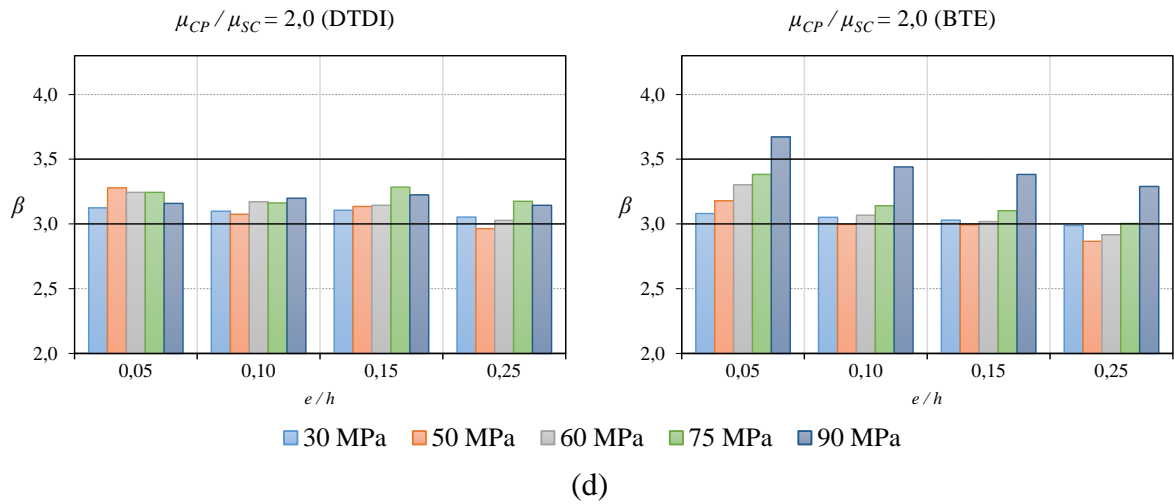 μCP / μSC = 2,0 (DTDI)
4,0
3,5
β
3,0
2,5
2,0
0,05 0,10 0,15 0,25
e / h
μCP / μSC = 2,0 (BTE)
4,0
3,5
β
3,0
2,5
2,0
0,05 0,10 0,15 0,25
e / h
30 MPa 50 MPa 60 MPa 75 MPa 90 MPa
(d)